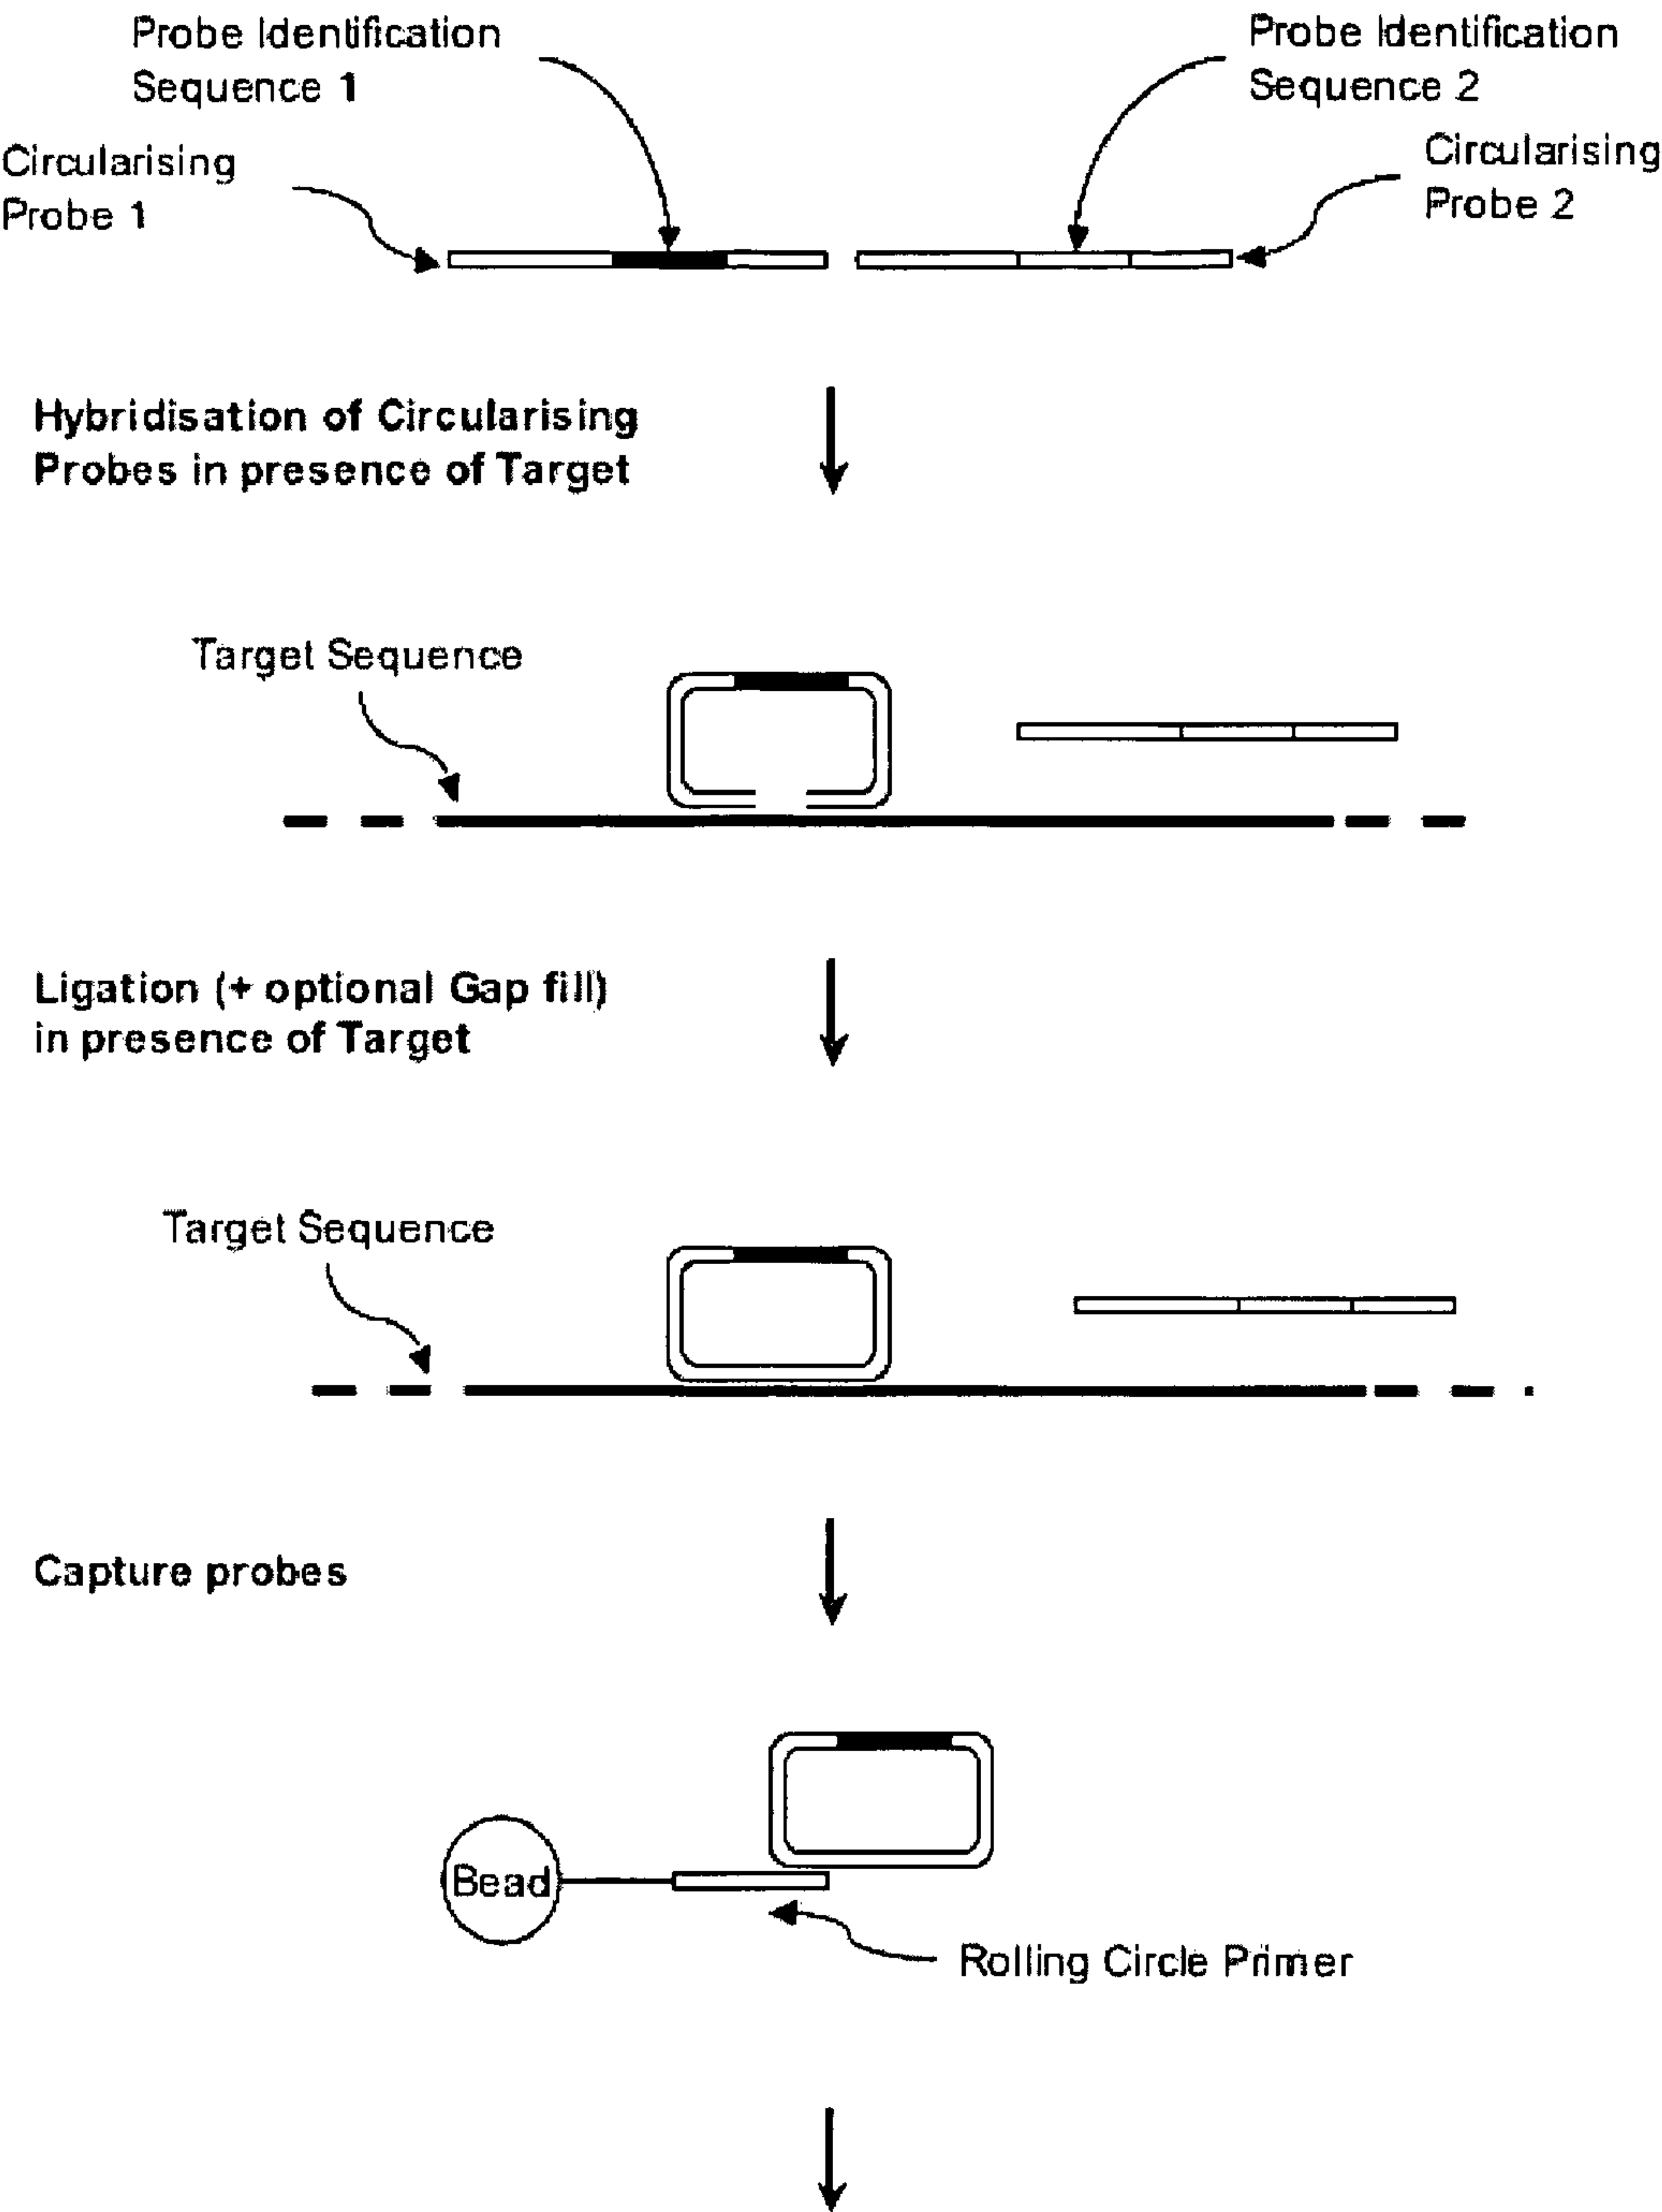 Probe Identification
Sequence 1
Probe Identification
Sequence 2
Circularising
Probe 1
Circularising
Probe 2
Hybridisation of Circularising
Probes in presence of Target
Target Sequence
Ligation (+ optional Gap fill)
in presence of Target
Target Sequence
Capture probes
Bead
Rolling Circle Primer